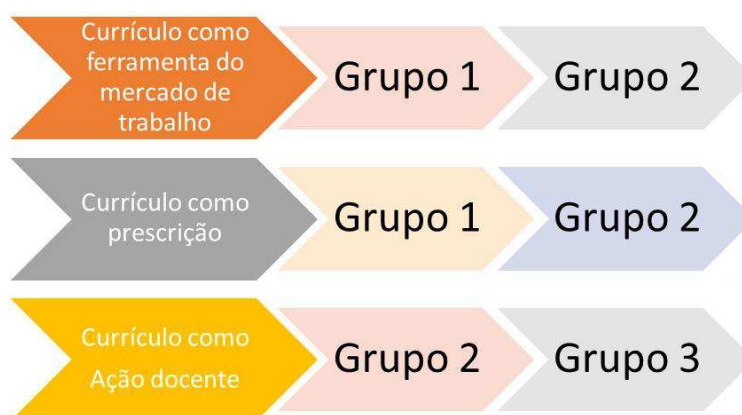 Currículo como
ferramenta do
mercado de
trabalho
Grupo 1
Grupo 2
Currículo como
prescrição
Grupo 1
Grupo 2
Currículo como
Ação docente
Grupo 2
Grupo 3